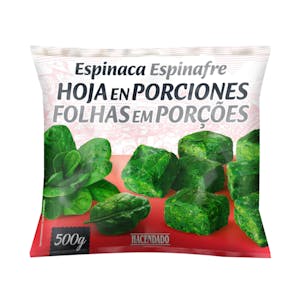 Espinaca Espinafre
HOJA EN PORCIONES
FOLHAS EM PORÇÕES
500g
HACENDADO